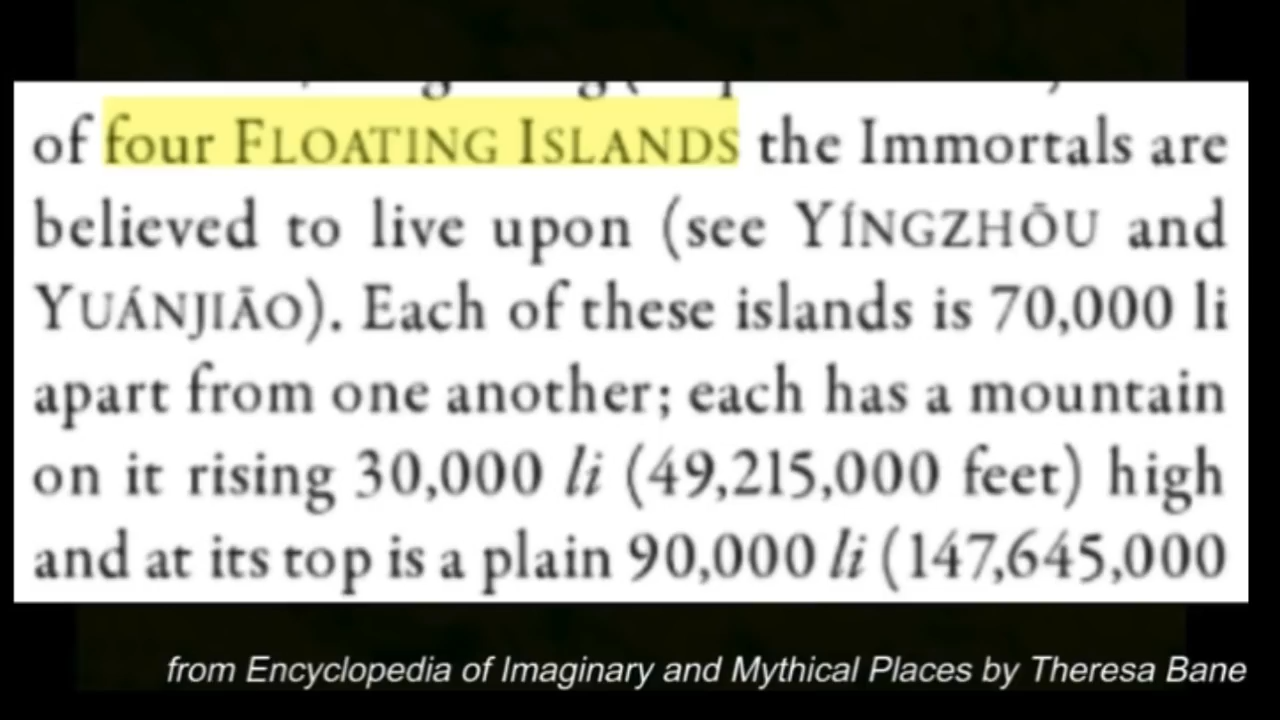 of four FLOATING ISLANDS the Immortals are
believed to live upon (see YÍNGZHŌU and
YUÁNJIĀO). Each of these islands is 70,000 li
apart from one another; each has a mountain
on it rising 30,000 li (49,215,000 feet) high
and at its top is a plain 90,000 li (147,645,000
from Encyclopedia of Imaginary and Mythical Places by Theresa Bane